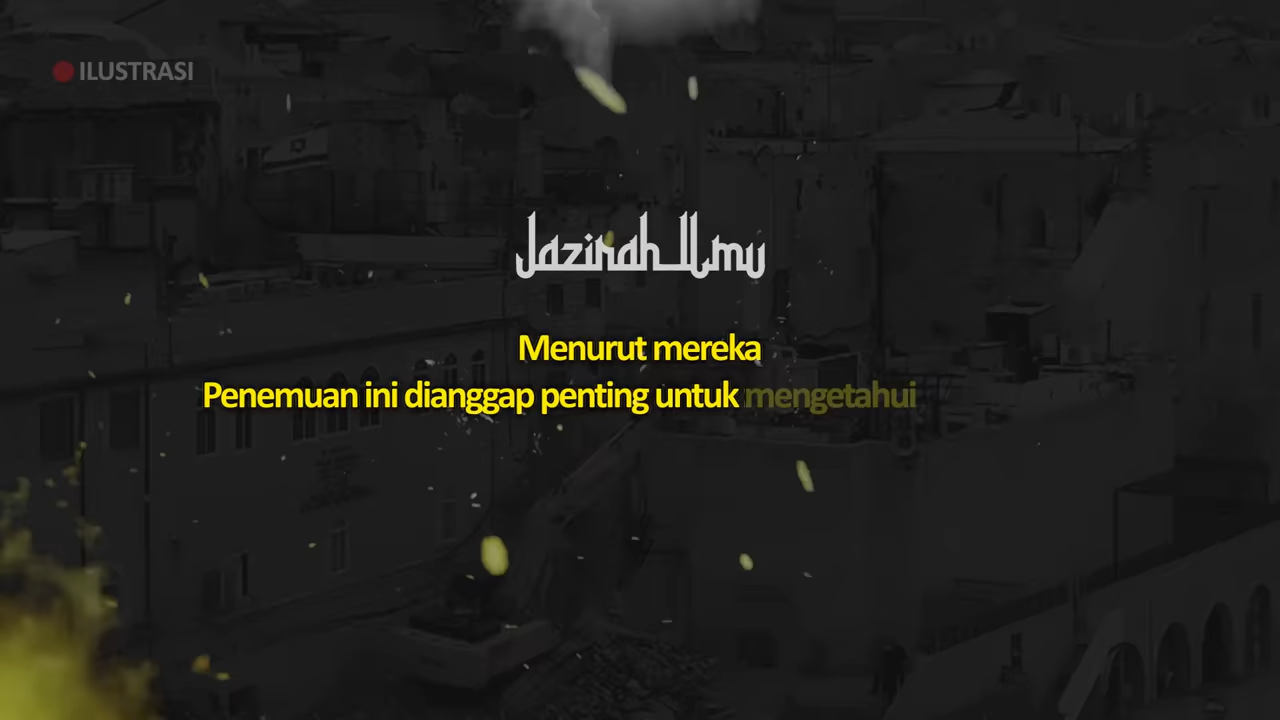 ILUSTRASI
Jazirah Ilmu
Menurut mereka
Penemuan ini dianggap penting untuk mengetahui